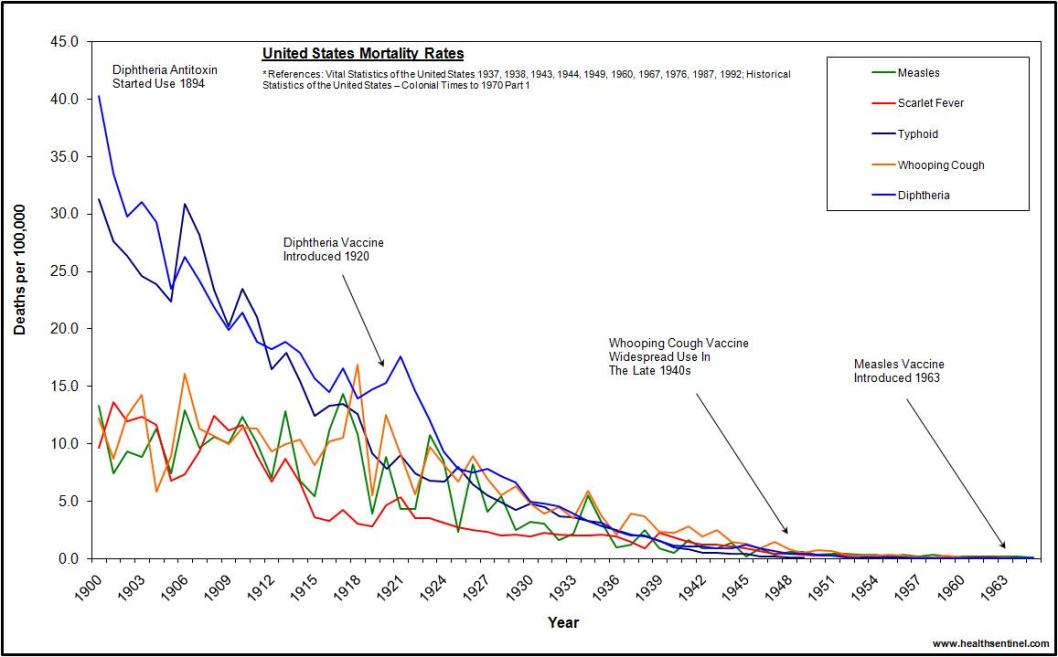 United States Mortality Rates
* References: Vital Statistics of the United States 1937, 1938, 1943, 1944, 1949, 1960, 1967, 1976, 1987, 1992; Historical
Statistics of the United States – Colonial Times to 1970 Part 1
Diphtheria Antitoxin
Started Use 1894
Measles
Scarlet Fever
Typhoid
Whooping Cough
Diphtheria
Diphtheria Vaccine
Introduced 1920
Whooping Cough Vaccine
Widespread Use In
The Late 1940s
Measles Vaccine
Introduced 1963
Deaths per 100,000
45.0
40.0
35.0
30.0
25.0
20.0
15.0
10.0
5.0
0.0
1900
1903
1906
1909
1912
1915
1918
1921
1924
1927
1930
1933
1936
1939
1942
1945
1948
1951
1954
1957
1960
1963
Year
www.healthsentinel.com